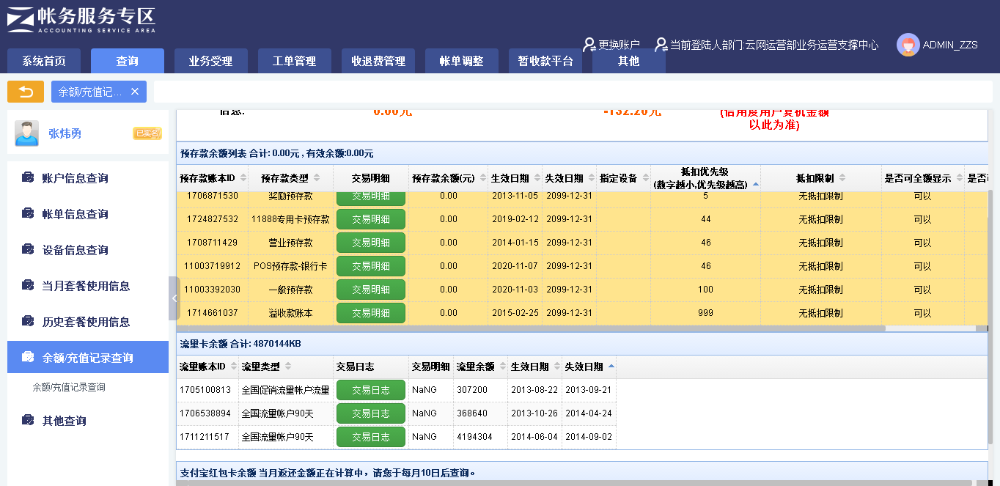 帐务服务专区
ACCOUNTING SERVICE AREA
更换账户 当前登陆人部门:云网运营部业务运营支撑中心 ADMIN_ZZS
系统首页 查询 业务受理 工单管理 收退费管理 帐单调整 暂收款平台 其他
余额/充值记... ×
张炜勇 已实名
账户信息查询
帐单信息查询
设备信息查询
当月套餐使用信息
历史套餐使用信息
余额/充值记录查询
余额/充值记录查询
其他查询
信息: 0.00元 -132.20元 (信用度用户复机金额
以此为准)
预存款余额列表 合计: 0.00元 , 有效余额:0.00元
预存款账本ID 预存款类型 交易明细 预存款余额(元) 生效日期 失效日期 指定设备 抵扣优先级
(数字越小,优先级越高) 抵扣限制 是否可全额显示 是否可
1706871530 奖励预存款 交易明细 0.00 2013-11-05 2099-12-31 5 无抵扣限制 可以
1724827532 11888专用卡预存款 交易明细 0.00 2019-02-12 2099-12-31 44 无抵扣限制 可以
1708711429 营业预存款 交易明细 0.00 2014-01-15 2099-12-31 46 无抵扣限制 可以
11003719912 POS预存款-银行卡 交易明细 0.00 2020-11-07 2099-12-31 46 无抵扣限制 可以
11003392030 一般预存款 交易明细 0.00 2020-11-03 2099-12-31 100 无抵扣限制 可以
1714661037 溢收款账本 交易明细 0.00 2015-02-25 2099-12-31 999 无抵扣限制 可以
流量卡余额 合计: 4870144KB
流量账本ID 流量类型 交易日志 交易明细 流量余额 生效日期 失效日期
1705100813 全国促销流量帐户流量 交易日志 NaNG 307200 2013-08-22 2013-09-21
1706538894 全国流量帐户90天 交易日志 NaNG 368640 2013-10-26 2014-04-24
1711211517 全国流量帐户90天 交易日志 NaNG 4194304 2014-06-04 2014-09-02
支付宝红包卡余额 当月返还金额正在计算中，请您于每月10日后查询。